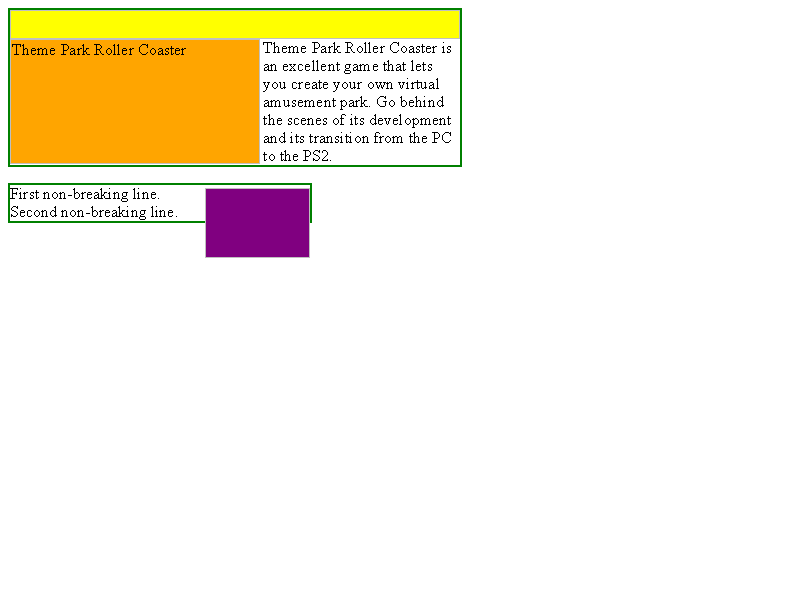 Theme Park Roller Coaster
Theme Park Roller Coaster is
an excellent game that lets
you create your own virtual
amusement park. Go behind
the scenes of its development
and its transition from the PC
to the PS2.
First non-breaking line.
Second non-breaking line.